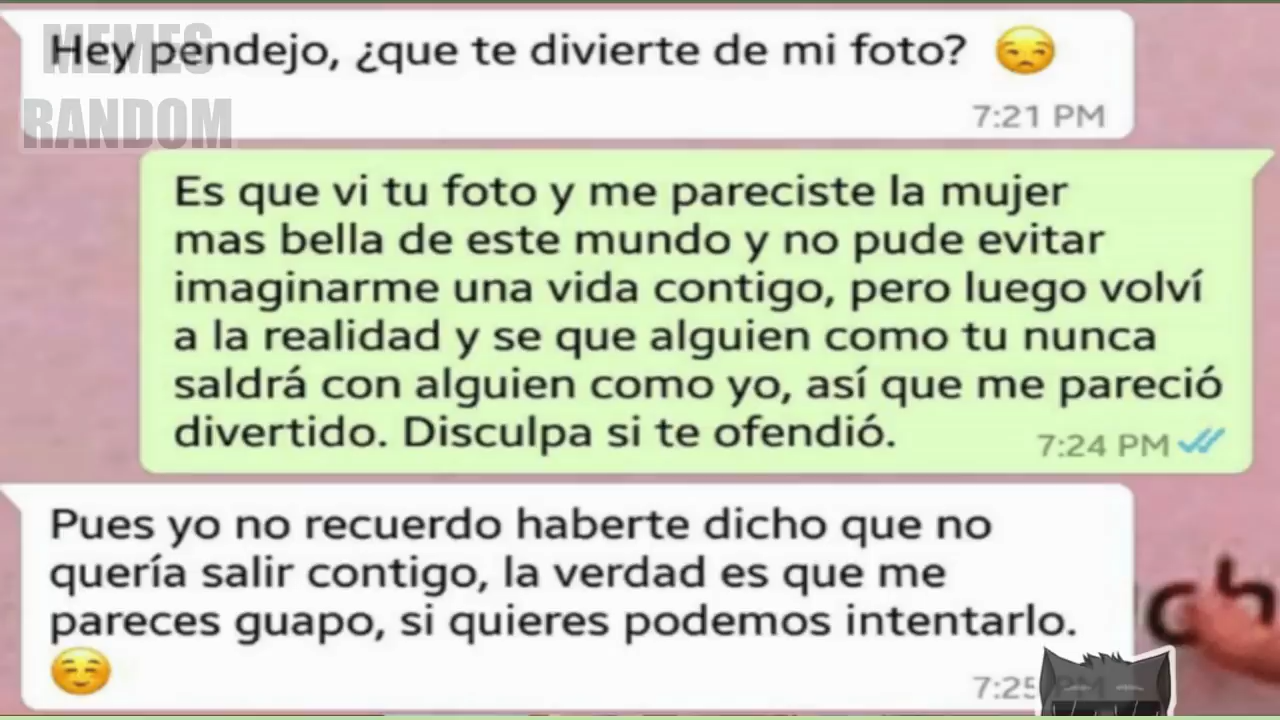 MEMES
RANDOM
Hey pendejo, ¿que te divierte de mi foto?
7:21 PM
Es que vi tu foto y me pareciste la mujer
mas bella de este mundo y no pude evitar
imaginarme una vida contigo, pero luego volví
a la realidad y se que alguien como tu nunca
saldrá con alguien como yo, así que me pareció
divertido. Disculpa si te ofendió.
7:24 PM
Pues yo no recuerdo haberte dicho que no
quería salir contigo, la verdad es que me
pareces guapo, si quieres podemos intentarlo.
7:25 PM